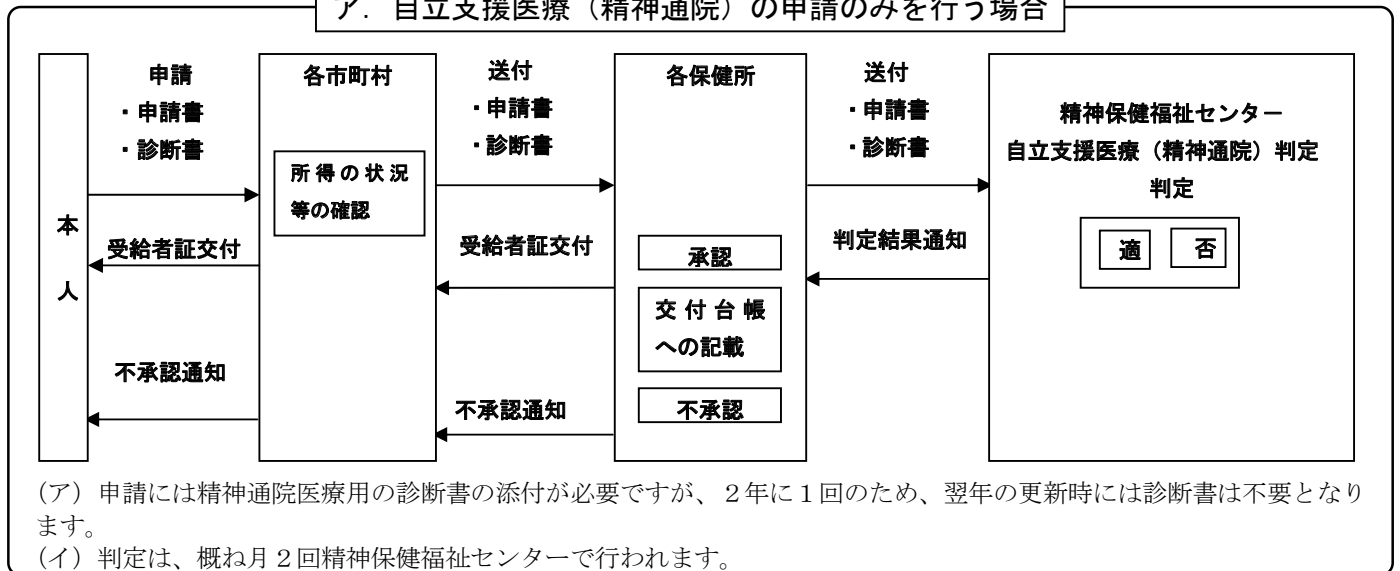 ア．自立支援医療（精神通院）の申請のみを行う場合
本人
申請
・申請書
・診断書
受給者証交付
不承認通知
各市町村
所得の状況
等の確認
送付
・申請書
・診断書
受給者証交付
不承認通知
各保健所
承認
交付台帳
への記載
不承認
送付
・申請書
・診断書
判定結果通知
精神保健福祉センター
自立支援医療（精神通院）判定
判定
適
否
（ア）申請には精神通院医療用の診断書の添付が必要ですが、２年に１回のため、翌年の更新時には診断書は不要となり
ます。
（イ）判定は、概ね月２回精神保健福祉センターで行われます。